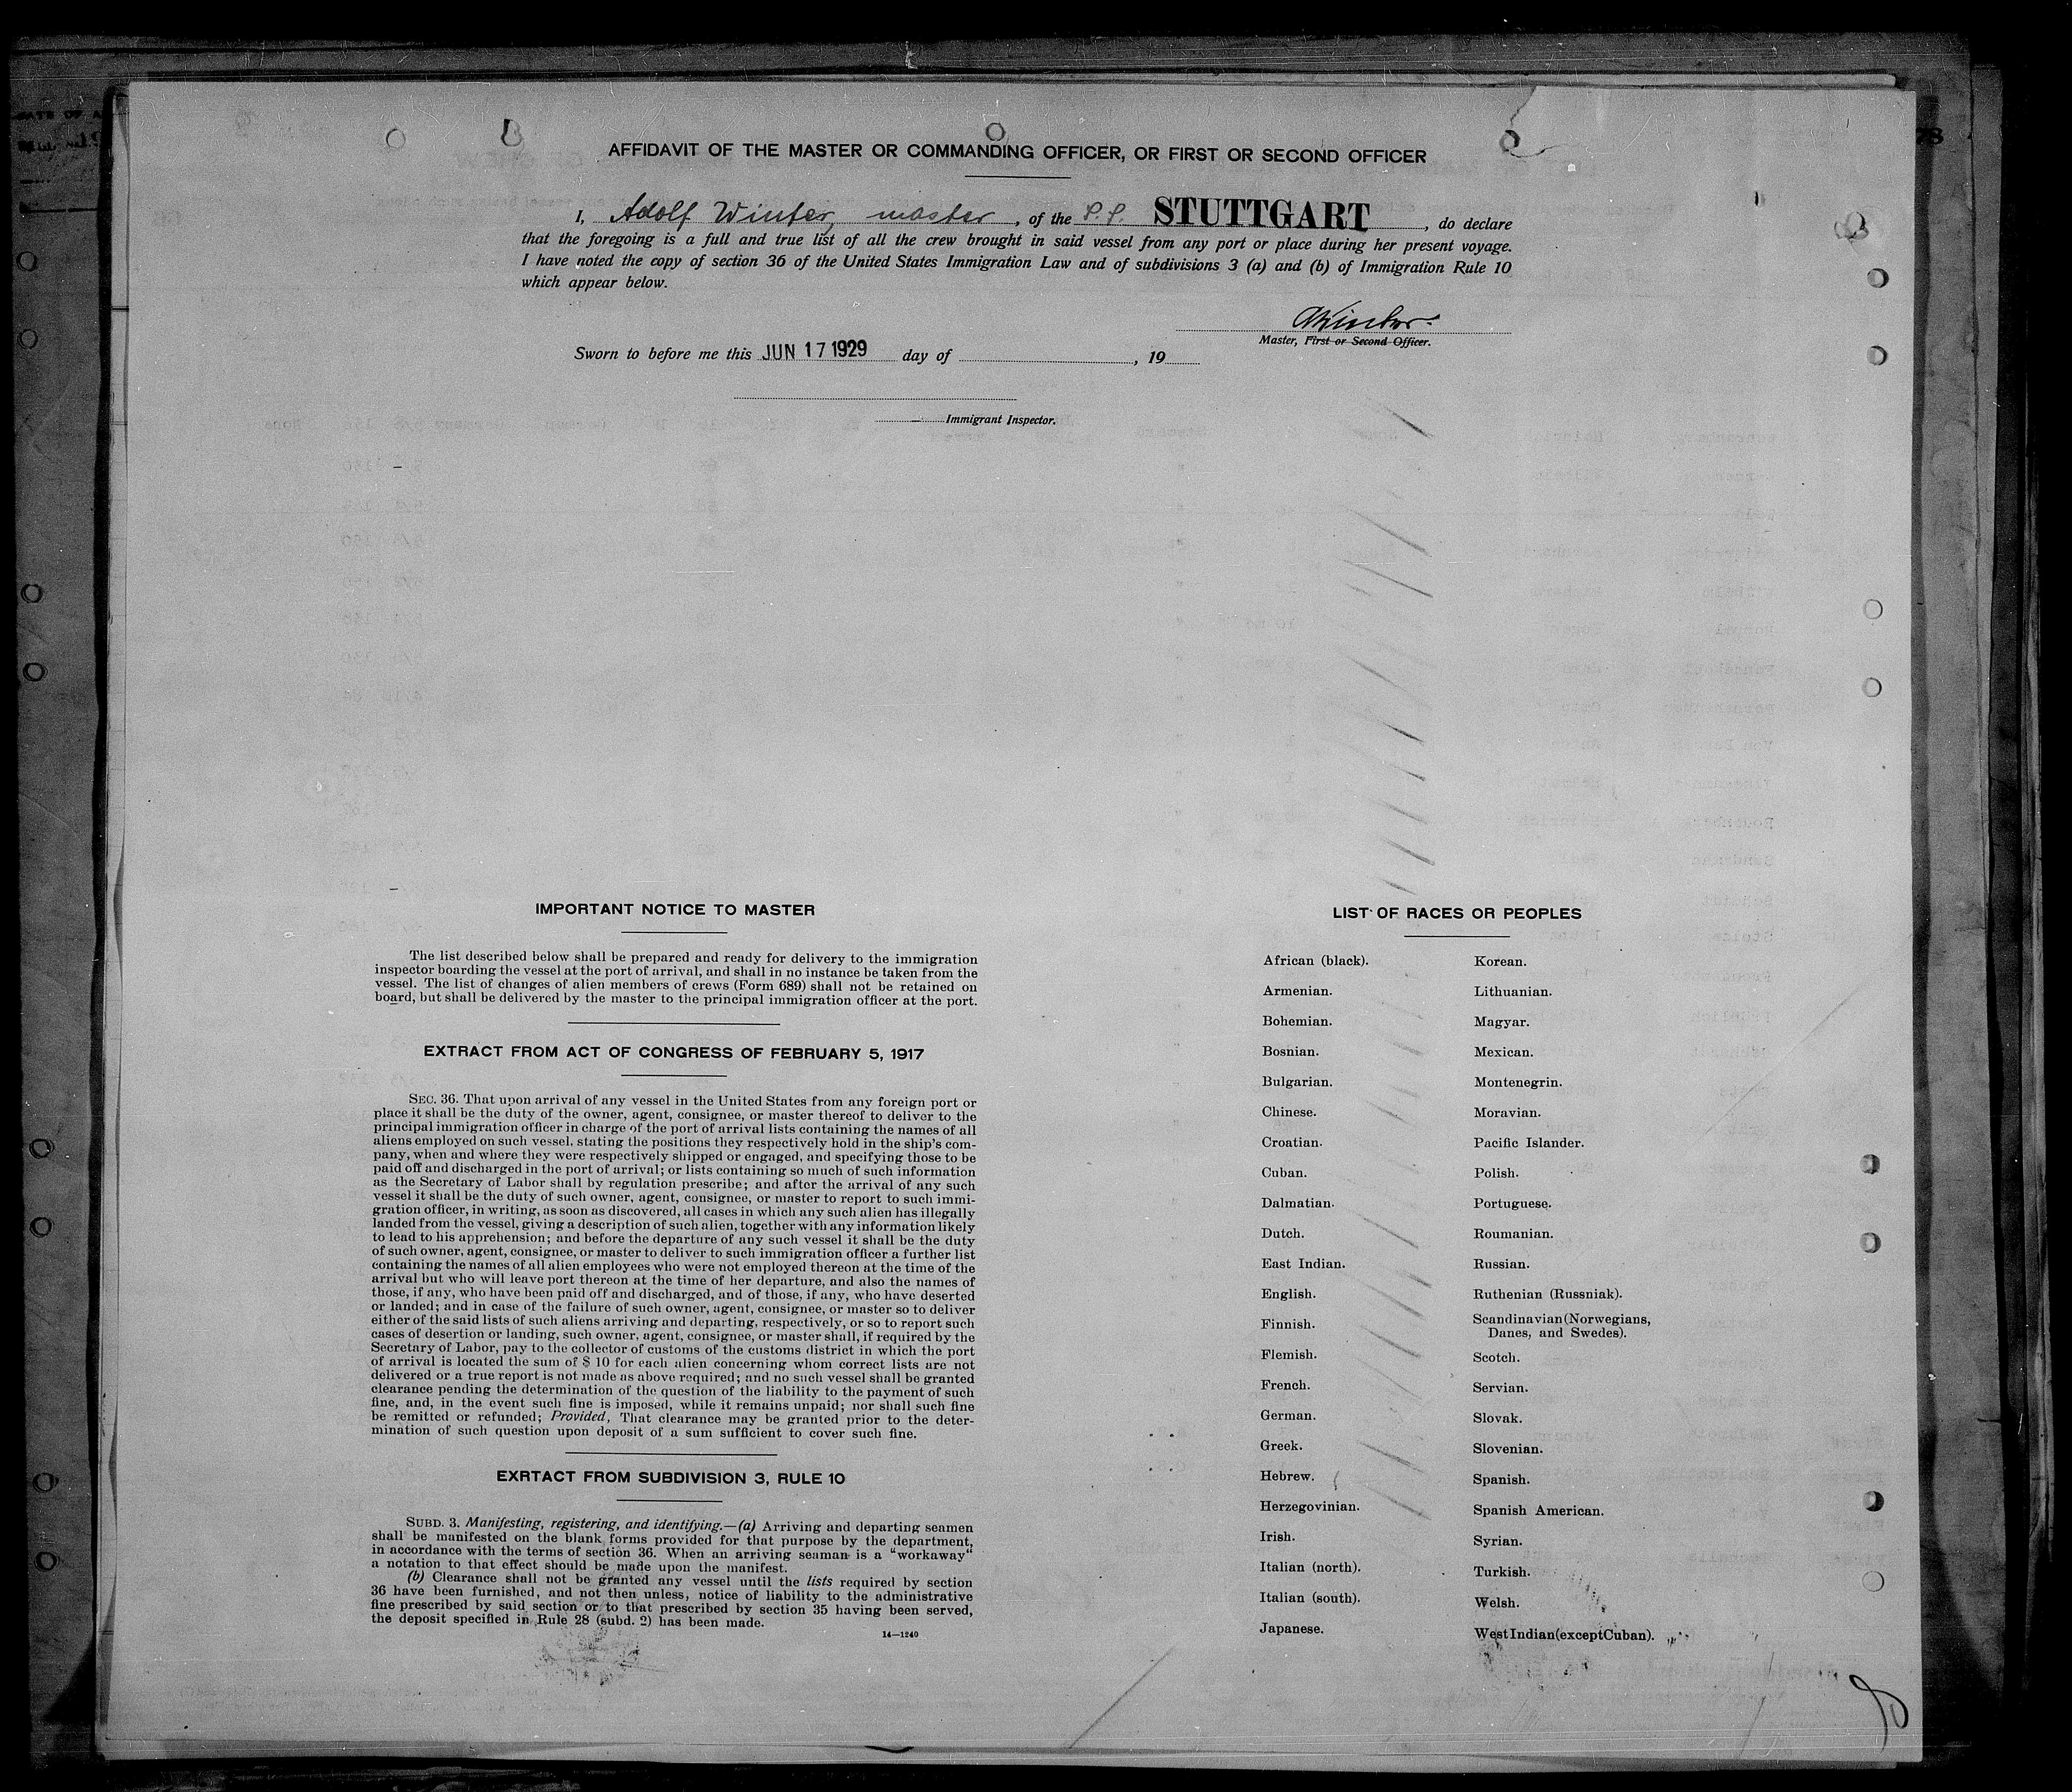 AFFIDAVIT OF THE MASTER OR COMMANDING OFFICER, OR FIRST OR SECOND OFFICER
I, Adolf Winter, master, of the S.S. STUTTGART, do declare
that the foregoing is a full and true list of all the crew brought in said vessel from any port or place during her present voyage.
I have noted the copy of section 36 of the United States Immigration Law and of subdivisions 3 (a) and (b) of Immigration Rule 10
which appear below.
AWinter.
Master, First or Second Officer.
Sworn to before me this JUN 17 1929 day of , 19
Immigrant Inspector.
IMPORTANT NOTICE TO MASTER
The list described below shall be prepared and ready for delivery to the immigration
inspector boarding the vessel at the port of arrival, and shall in no instance be taken from the
vessel. The list of changes of alien members of crews (Form 689) shall not be retained on
board, but shall be delivered by the master to the principal immigration officer at the port.
EXTRACT FROM ACT OF CONGRESS OF FEBRUARY 5, 1917
SEC. 36. That upon arrival of any vessel in the United States from any foreign port or
place it shall be the duty of the owner, agent, consignee, or master thereof to deliver to the
principal immigration officer in charge of the port of arrival lists containing the names of all
aliens employed on such vessel, stating the positions they respectively hold in the ship's com-
pany, when and where they were respectively shipped or engaged, and specifying those to be
paid off and discharged in the port of arrival; or lists containing so much of such information
as the Secretary of Labor shall by regulation prescribe; and after the arrival of any such
vessel it shall be the duty of such owner, agent, consignee, or master to report to such immi-
gration officer, in writing, as soon as discovered, all cases in which any such alien has illegally
landed from the vessel, giving a description of such alien, together with any information likely
to lead to his apprehension; and before the departure of any such vessel it shall be the duty
of such owner, agent, consignee, or master to deliver to such immigration officer a further list
containing the names of all alien employees who were not employed thereon at the time of the
arrival but who will leave port thereon at the time of her departure, and also the names of
those, if any, who have been paid off and discharged, and of those, if any, who have deserted
or landed; and in case of the failure of such owner, agent, consignee, or master so to deliver
either of the said lists of such aliens arriving and departing, respectively, or so to report such
cases of desertion or landing, such owner, agent, consignee, or master shall, if required by the
Secretary of Labor, pay to the collector of customs of the customs district in which the port
of arrival is located the sum of $ 10 for each alien concerning whom correct lists are not
delivered or a true report is not made as above required; and no such vessel shall be granted
clearance pending the determination of the question of the liability to the payment of such
fine, and, in the event such fine is imposed, while it remains unpaid; nor shall such fine
be remitted or refunded; Provided, That clearance may be granted prior to the deter-
mination of such question upon deposit of a sum sufficient to cover such fine.
EXRTACT FROM SUBDIVISION 3, RULE 10
SUBD. 3. Manifesting, registering, and identifying.—(a) Arriving and departing seamen
shall be manifested on the blank forms provided for that purpose by the department,
in accordance with the terms of section 36. When an arriving seaman is a "workaway"
a notation to that effect should be made upon the manifest.
(b) Clearance shall not be granted any vessel until the lists required by section
36 have been furnished, and not then unless, notice of liability to the administrative
fine prescribed by said section or to that prescribed by section 35 having been served,
the deposit specified in Rule 28 (subd. 2) has been made.
14—1240
LIST OF RACES OR PEOPLES
African (black).
Armenian.
Bohemian.
Bosnian.
Bulgarian.
Chinese.
Croatian.
Cuban.
Dalmatian.
Dutch.
East Indian.
English.
Finnish.
Flemish.
French.
German.
Greek.
Hebrew.
Herzegovinian.
Irish.
Italian (north).
Italian (south).
Japanese.
Korean.
Lithuanian.
Magyar.
Mexican.
Montenegrin.
Moravian.
Pacific Islander.
Polish.
Portuguese.
Roumanian.
Russian.
Ruthenian (Russniak).
Scandinavian(Norwegians,
Danes, and Swedes).
Scotch.
Servian.
Slovak.
Slovenian.
Spanish.
Spanish American.
Syrian.
Turkish.
Welsh.
West Indian(exceptCuban).